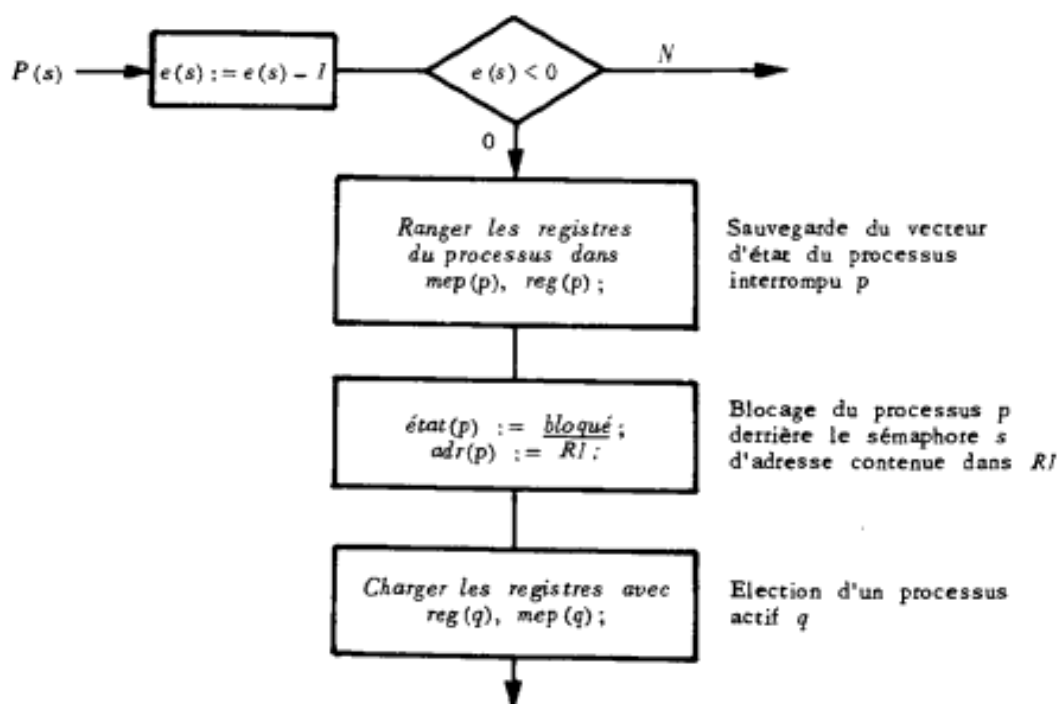 P(s)
e(s) := e(s) - 1
e(s) < 0
N
O
Ranger les registres
du processus dans
mep(p), reg(p) ;
Sauvegarde du vecteur
d'état du processus
interrompu p
état(p) := bloqué ;
adr(p) := R1 ;
Blocage du processus p
derrière le sémaphore s
d'adresse contenue dans R1
Charger les registres avec
reg(q), mep(q) ;
Election d'un processus
actif q